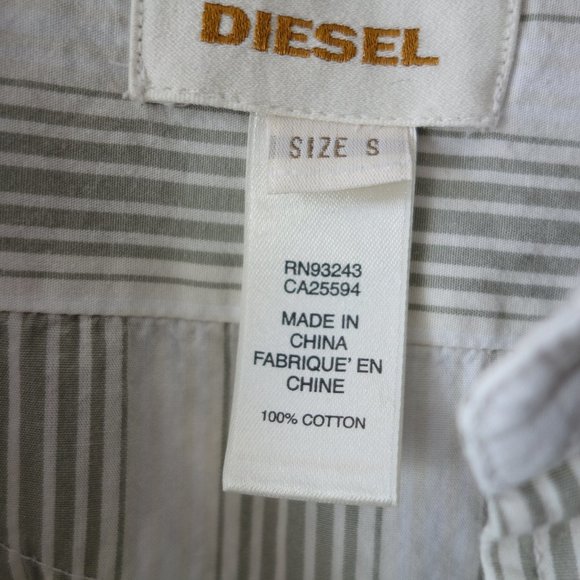 DIESEL
SIZE S
RN93243
CA25594
MADE IN
CHINA
FABRIQUE' EN
CHINE
100% COTTON